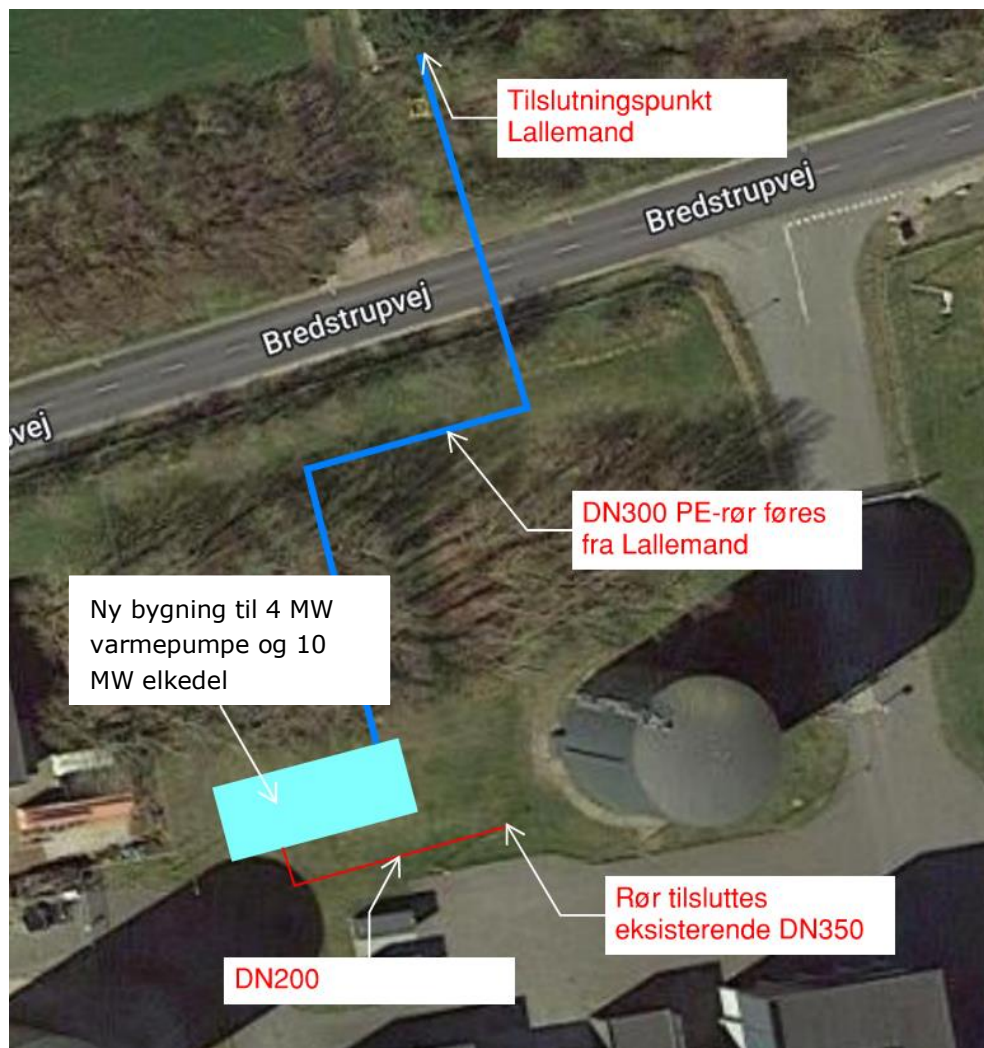 Tilslutningspunkt
Lallemand
Bredstrupvej
Bredstrupvej
vej
DN300 PE-rør føres
fra Lallemand
Ny bygning til 4 MW
varmepumpe og 10
MW elkedel
Rør tilsluttes
eksisterende DN350
DN200